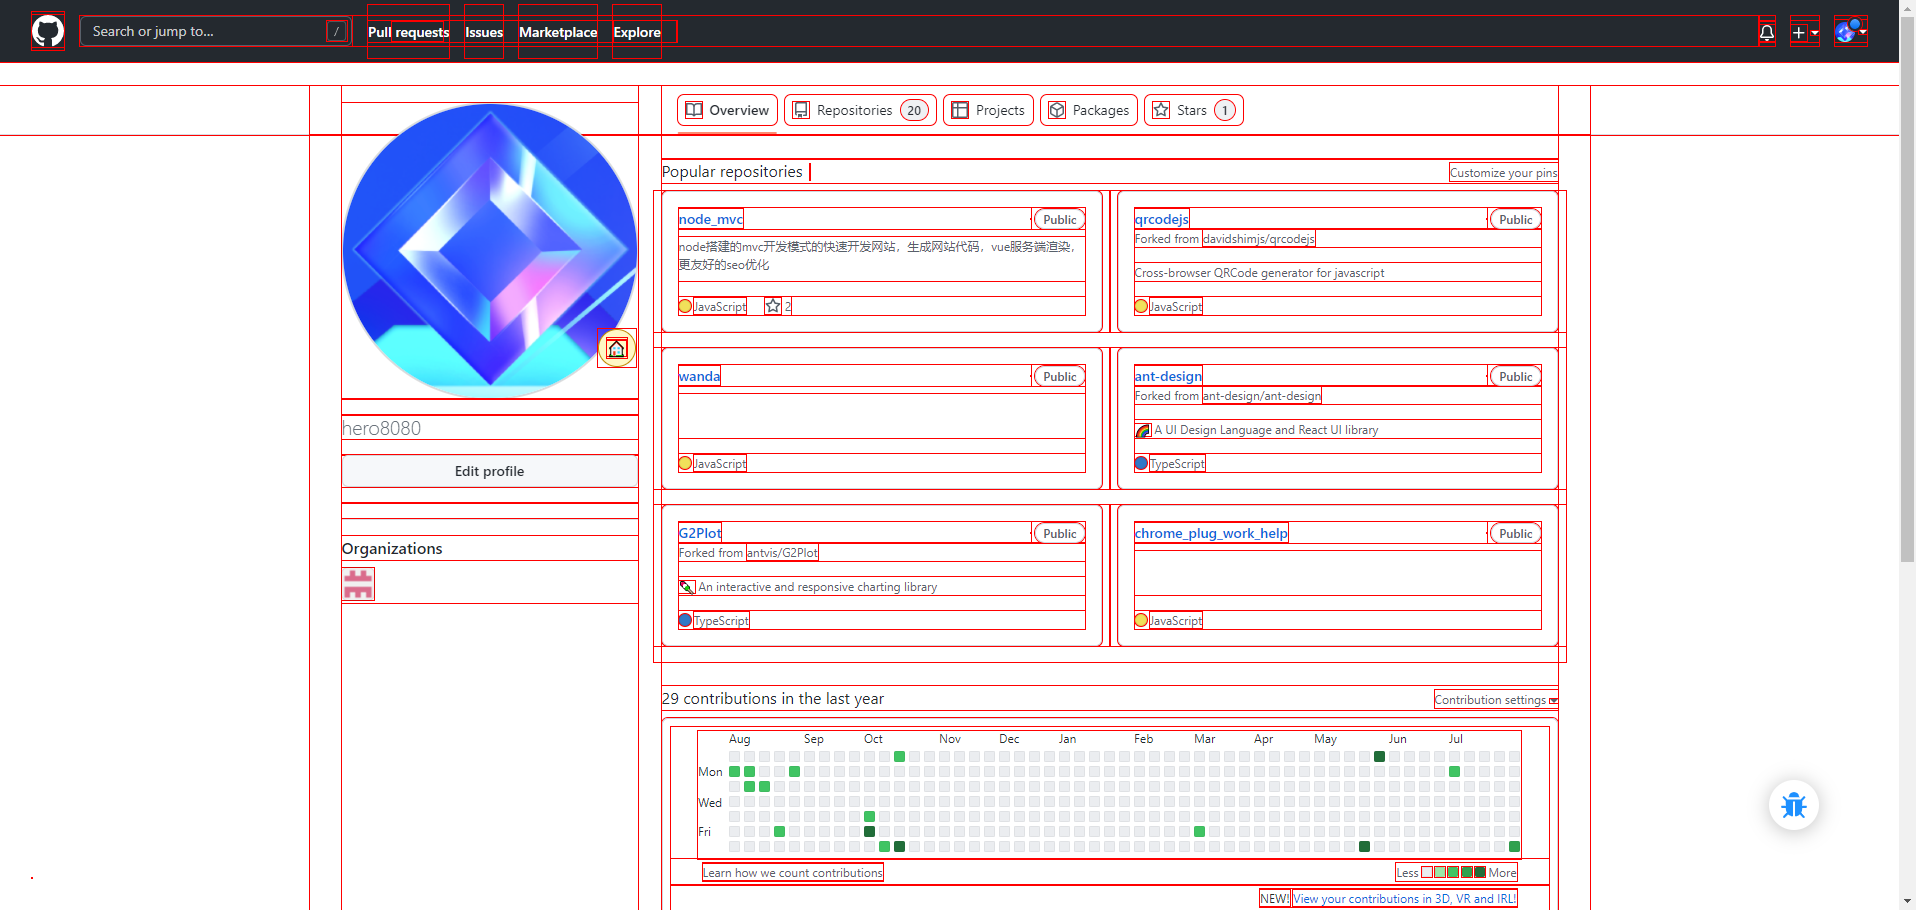 Search or jump to...
/
Pull requests
Issues
Marketplace
Explore
Overview
Repositories 20
Projects
Packages
Stars 1
hero8080
Edit profile
Organizations
Popular repositories
Customize your pins
node_mvc
Public
node搭建的mvc开发模式的快速开发网站，生成网站代码，vue服务端渲染，
更友好的seo优化
JavaScript
2
qrcodejs
Public
Forked from davidshimjs/qrcodejs
Cross-browser QRCode generator for javascript
JavaScript
wanda
Public
JavaScript
ant-design
Public
Forked from ant-design/ant-design
A UI Design Language and React UI library
TypeScript
G2Plot
Public
Forked from antvis/G2Plot
An interactive and responsive charting library
TypeScript
chrome_plug_work_help
Public
JavaScript
29 contributions in the last year
Contribution settings
Aug Sep Oct Nov Dec Jan Feb Mar Apr May Jun Jul
Mon
Wed
Fri
Learn how we count contributions
Less
More
NEW! View your contributions in 3D, VR and IRL!